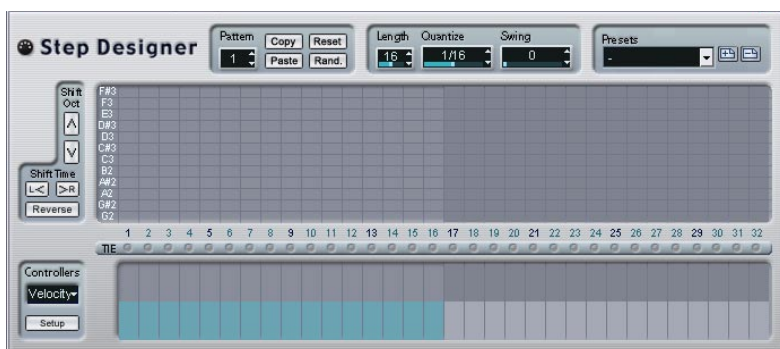 Step Designer
Pattern
1
Copy
Reset
Paste
Rand.
Length
16
Quantize
1/16
Swing
0
Presets
-
Shift
Oct
Shift Time
L<
>R
Reverse
F#3
F3
E3
D#3
D3
C#3
C3
B2
A#2
A2
G#2
G2
1 2 3 4 5 6 7 8 9 10 11 12 13 14 15 16 17 18 19 20 21 22 23 24 25 26 27 28 29 30 31 32
TIE
Controllers
Velocity
Setup